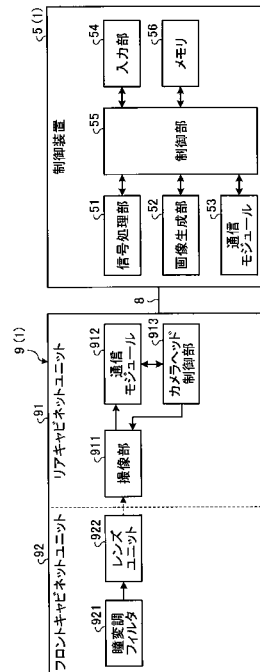 9(1)
92
フロントキャビネットユニット
921
瞳変調
フィルタ
922
レンズ
ユニット
91
リアキャビネットユニット
911
撮像部
912
通信
モジュール
913
カメラヘッド
制御部
8
5(1)
制御装置
51
信号処理部
52
画像生成部
53
通信
モジュール
55
制御部
54
入力部
56
メモリ